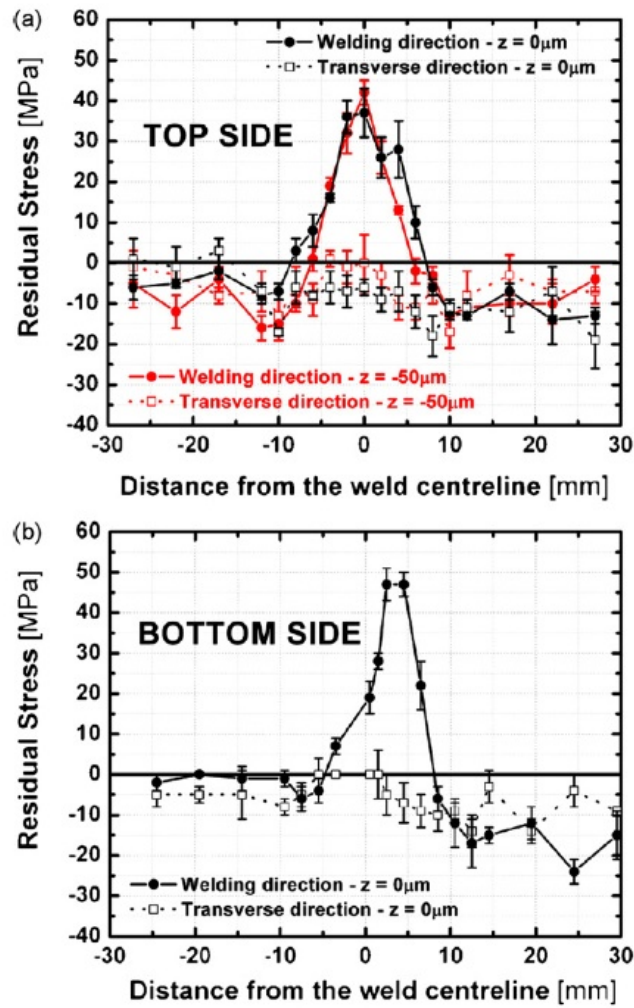 (a)
60
50
40
30
20
10
0
-10
-20
-30
-40
Residual Stress [MPa]
Welding direction - z = 0µm
Transverse direction - z = 0µm
TOP SIDE
Welding direction - z = -50µm
Transverse direction - z = -50µm
-30 -20 -10 0 10 20 30
Distance from the weld centreline [mm]
(b)
60
50
40
30
20
10
0
-10
-20
-30
-40
Residual Stress [MPa]
BOTTOM SIDE
Welding direction - z = 0µm
Transverse direction - z = 0µm
-30 -20 -10 0 10 20 30
Distance from the weld centreline [mm]